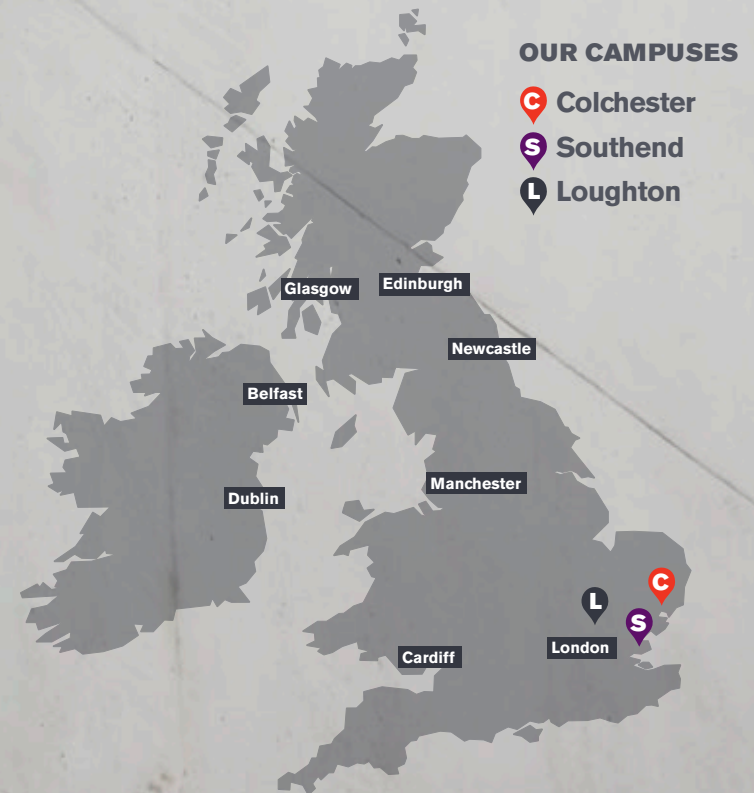 OUR CAMPUSES
C Colchester
S Southend
L Loughton
Glasgow
Edinburgh
Newcastle
Belfast
Manchester
Dublin
C
L
S
London
Cardiff